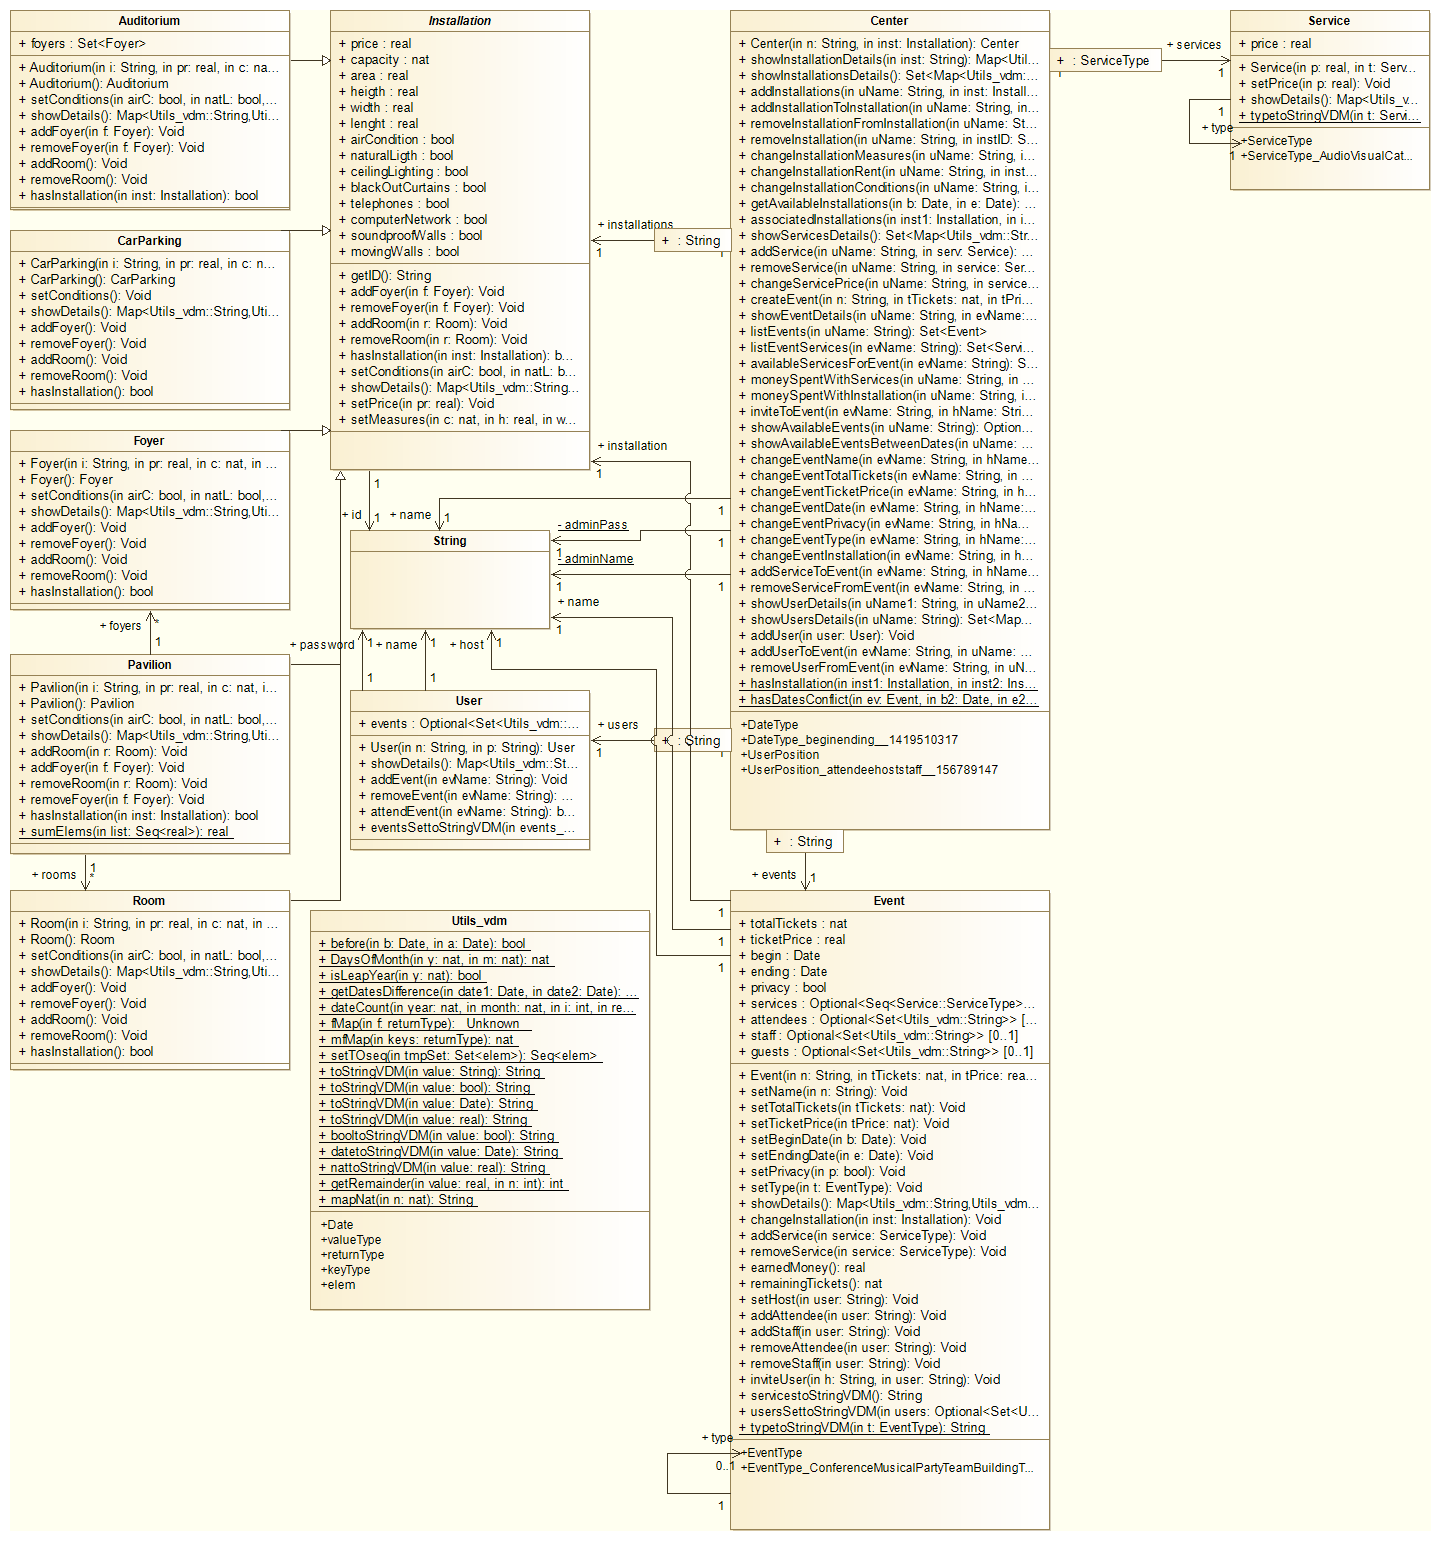 Auditorium
+ foyers : Set<Foyer>
+ Auditorium(in i: String, in pr: real, in c: na...
+ Auditorium(): Auditorium
+ setConditions(in airC: bool, in natL: bool,...
+ showDetails(): Map<Utils_vdm::String,Uti...
+ addFoyer(in f: Foyer): Void
+ removeFoyer(in f: Foyer): Void
+ addRoom(): Void
+ removeRoom(): Void
+ hasInstallation(in inst: Installation): bool
CarParking
+ CarParking(in i: String, in pr: real, in c: n...
+ CarParking(): CarParking
+ setConditions(): Void
+ showDetails(): Map<Utils_vdm::String,Uti...
+ addFoyer(): Void
+ removeFoyer(): Void
+ addRoom(): Void
+ removeRoom(): Void
+ hasInstallation(): bool
Foyer
+ Foyer(in i: String, in pr: real, in c: nat, in ...
+ Foyer(): Foyer
+ setConditions(in airC: bool, in natL: bool,...
+ showDetails(): Map<Utils_vdm::String,Uti...
+ addFoyer(): Void
+ removeFoyer(): Void
+ addRoom(): Void
+ removeRoom(): Void
+ hasInstallation(): bool
+ foyers
*
1
Pavilion
+ Pavilion(in i: String, in pr: real, in c: nat, i...
+ Pavilion(): Pavilion
+ setConditions(in airC: bool, in natL: bool,...
+ showDetails(): Map<Utils_vdm::String,Uti...
+ addRoom(in r: Room): Void
+ addFoyer(in f: Foyer): Void
+ removeRoom(in r: Room): Void
+ removeFoyer(in f: Foyer): Void
+ hasInstallation(in inst: Installation): bool
+ sumElems(in list: Seq<real>): real
+ rooms
1
*
Room
+ Room(in i: String, in pr: real, in c: nat, in ...
+ Room(): Room
+ setConditions(in airC: bool, in natL: bool,...
+ showDetails(): Map<Utils_vdm::String,Uti...
+ addFoyer(): Void
+ removeFoyer(): Void
+ addRoom(): Void
+ removeRoom(): Void
+ hasInstallation(): bool
Installation
+ price : real
+ capacity : nat
+ area : real
+ heigth : real
+ width : real
+ lenght : real
+ airCondition : bool
+ naturalLigth : bool
+ ceilingLighting : bool
+ blackOutCurtains : bool
+ telephones : bool
+ computerNetwork : bool
+ soundproofWalls : bool
+ movingWalls : bool
+ getID(): String
+ addFoyer(in f: Foyer): Void
+ removeFoyer(in f: Foyer): Void
+ addRoom(in r: Room): Void
+ removeRoom(in r: Room): Void
+ hasInstallation(in inst: Installation): b...
+ setConditions(in airC: bool, in natL: b...
+ showDetails(): Map<Utils_vdm::String...
+ setPrice(in pr: real): Void
+ setMeasures(in c: nat, in h: real, in w...
+ installations
1
+ : String
1
+ installation
1
1
+ id
1
+ name
1
1
- adminPass
1
1
- adminName
1
1
+ name
1
String
+ password
1
+ name
1
+ host
1
1
1
User
+ events : Optional<Set<Utils_vdm::...
+ User(in n: String, in p: String): User
+ showDetails(): Map<Utils_vdm::St...
+ addEvent(in evName: String): Void
+ removeEvent(in evName: String): ...
+ attendEvent(in evName: String): b...
+ eventsSettoStringVDM(in events_...
+ users
1
+ : String
1
Utils_vdm
+ before(in b: Date, in a: Date): bool
+ DaysOfMonth(in y: nat, in m: nat): nat
+ isLeapYear(in y: nat): bool
+ getDatesDifference(in date1: Date, in date2: Date): ...
+ dateCount(in year: nat, in month: nat, in i: int, in re...
+ fMap(in f: returnType): _Unknown_
+ mfMap(in keys: returnType): nat
+ setTOseq(in tmpSet: Set<elem>): Seq<elem>
+ toStringVDM(in value: String): String
+ toStringVDM(in value: bool): String
+ toStringVDM(in value: Date): String
+ toStringVDM(in value: real): String
+ booltoStringVDM(in value: bool): String
+ datetoStringVDM(in value: Date): String
+ nattoStringVDM(in value: real): String
+ getRemainder(in value: real, in n: int): int
+ mapNat(in n: nat): String
+Date
+valueType
+returnType
+keyType
+elem
Center
+ Center(in n: String, in inst: Installation): Center
+ showInstallationDetails(in inst: String): Map<Util...
+ showInstallationsDetails(): Set<Map<Utils_vdm:...
+ addInstallations(in uName: String, in inst: Install...
+ addInstallationToInstallation(in uName: String, in...
+ removeInstallationFromInstallation(in uName: St...
+ removeInstallation(in uName: String, in instID: S...
+ changeInstallationMeasures(in uName: String, i...
+ changeInstallationRent(in uName: String, in inst...
+ changeInstallationConditions(in uName: String, i...
+ getAvailableInstallations(in b: Date, in e: Date): ...
+ associatedInstallations(in inst1: Installation, in i...
+ showServicesDetails(): Set<Map<Utils_vdm::Str...
+ addService(in uName: String, in serv: Service): ...
+ removeService(in uName: String, in service: Ser...
+ changeServicePrice(in uName: String, in service...
+ createEvent(in n: String, in tTickets: nat, in tPri...
+ showEventDetails(in uName: String, in evName:...
+ listEvents(in uName: String): Set<Event>
+ listEventServices(in evName: String): Set<Servi...
+ availableServicesForEvent(in evName: String): S...
+ moneySpentWithServices(in uName: String, in ...
+ moneySpentWithInstallation(in uName: String, i...
+ inviteToEvent(in evName: String, in hName: Stri...
+ showAvailableEvents(in uName: String): Option...
+ showAvailableEventsBetweenDates(in uName: ...
+ changeEventName(in evName: String, in hName...
+ changeEventTotalTickets(in evName: String, in ...
+ changeEventTicketPrice(in evName: String, in h...
+ changeEventDate(in evName: String, in hName:...
+ changeEventPrivacy(in evName: String, in hNa...
+ changeEventType(in evName: String, in hName:...
+ changeEventInstallation(in evName: String, in h...
+ addServiceToEvent(in evName: String, in hName...
+ removeServiceFromEvent(in evName: String, in ...
+ showUserDetails(in uName1: String, in uName2...
+ showUsersDetails(in uName: String): Set<Map...
+ addUser(in user: User): Void
+ addUserToEvent(in evName: String, in uName: ...
+ removeUserFromEvent(in evName: String, in uN...
+ hasInstallation(in inst1: Installation, in inst2: Ins...
+ hasDatesConflict(in ev: Event, in b2: Date, in e2...
+DateType
+DateType_beginending__1419510317
+UserPosition
+UserPosition_attendeehoststaff__156789147
+ : String
+ events
1
Event
+ totalTickets : nat
+ ticketPrice : real
+ begin : Date
+ ending : Date
+ privacy : bool
+ services : Optional<Seq<Service::ServiceType>...
+ attendees : Optional<Set<Utils_vdm::String>> [...
+ staff : Optional<Set<Utils_vdm::String>> [0..1]
+ guests : Optional<Set<Utils_vdm::String>> [0..1]
+ Event(in n: String, in tTickets: nat, in tPrice: rea...
+ setName(in n: String): Void
+ setTotalTickets(in tTickets: nat): Void
+ setTicketPrice(in tPrice: nat): Void
+ setBeginDate(in b: Date): Void
+ setEndingDate(in e: Date): Void
+ setPrivacy(in p: bool): Void
+ setType(in t: EventType): Void
+ showDetails(): Map<Utils_vdm::String,Utils_vdm...
+ changeInstallation(in inst: Installation): Void
+ addService(in service: ServiceType): Void
+ removeService(in service: ServiceType): Void
+ earnedMoney(): real
+ remainingTickets(): nat
+ setHost(in user: String): Void
+ addAttendee(in user: String): Void
+ addStaff(in user: String): Void
+ removeAttendee(in user: String): Void
+ removeStaff(in user: String): Void
+ inviteUser(in h: String, in user: String): Void
+ servicestoStringVDM(): String
+ usersSettoStringVDM(in users: Optional<Set<U...
+ typetoStringVDM(in t: EventType): String
+EventType
+EventType_ConferenceMusicalPartyTeamBuildingT...
1
1
1
+ type
0..1
1
+ : ServiceType
1
+ services
1
Service
+ price : real
+ Service(in p: real, in t: Serv...
+ setPrice(in p: real): Void
+ showDetails(): Map<Utils_v...
+ typetoStringVDM(in t: Servi...
+ServiceType
+ServiceType_AudioVisualCat...
1
+ type
1